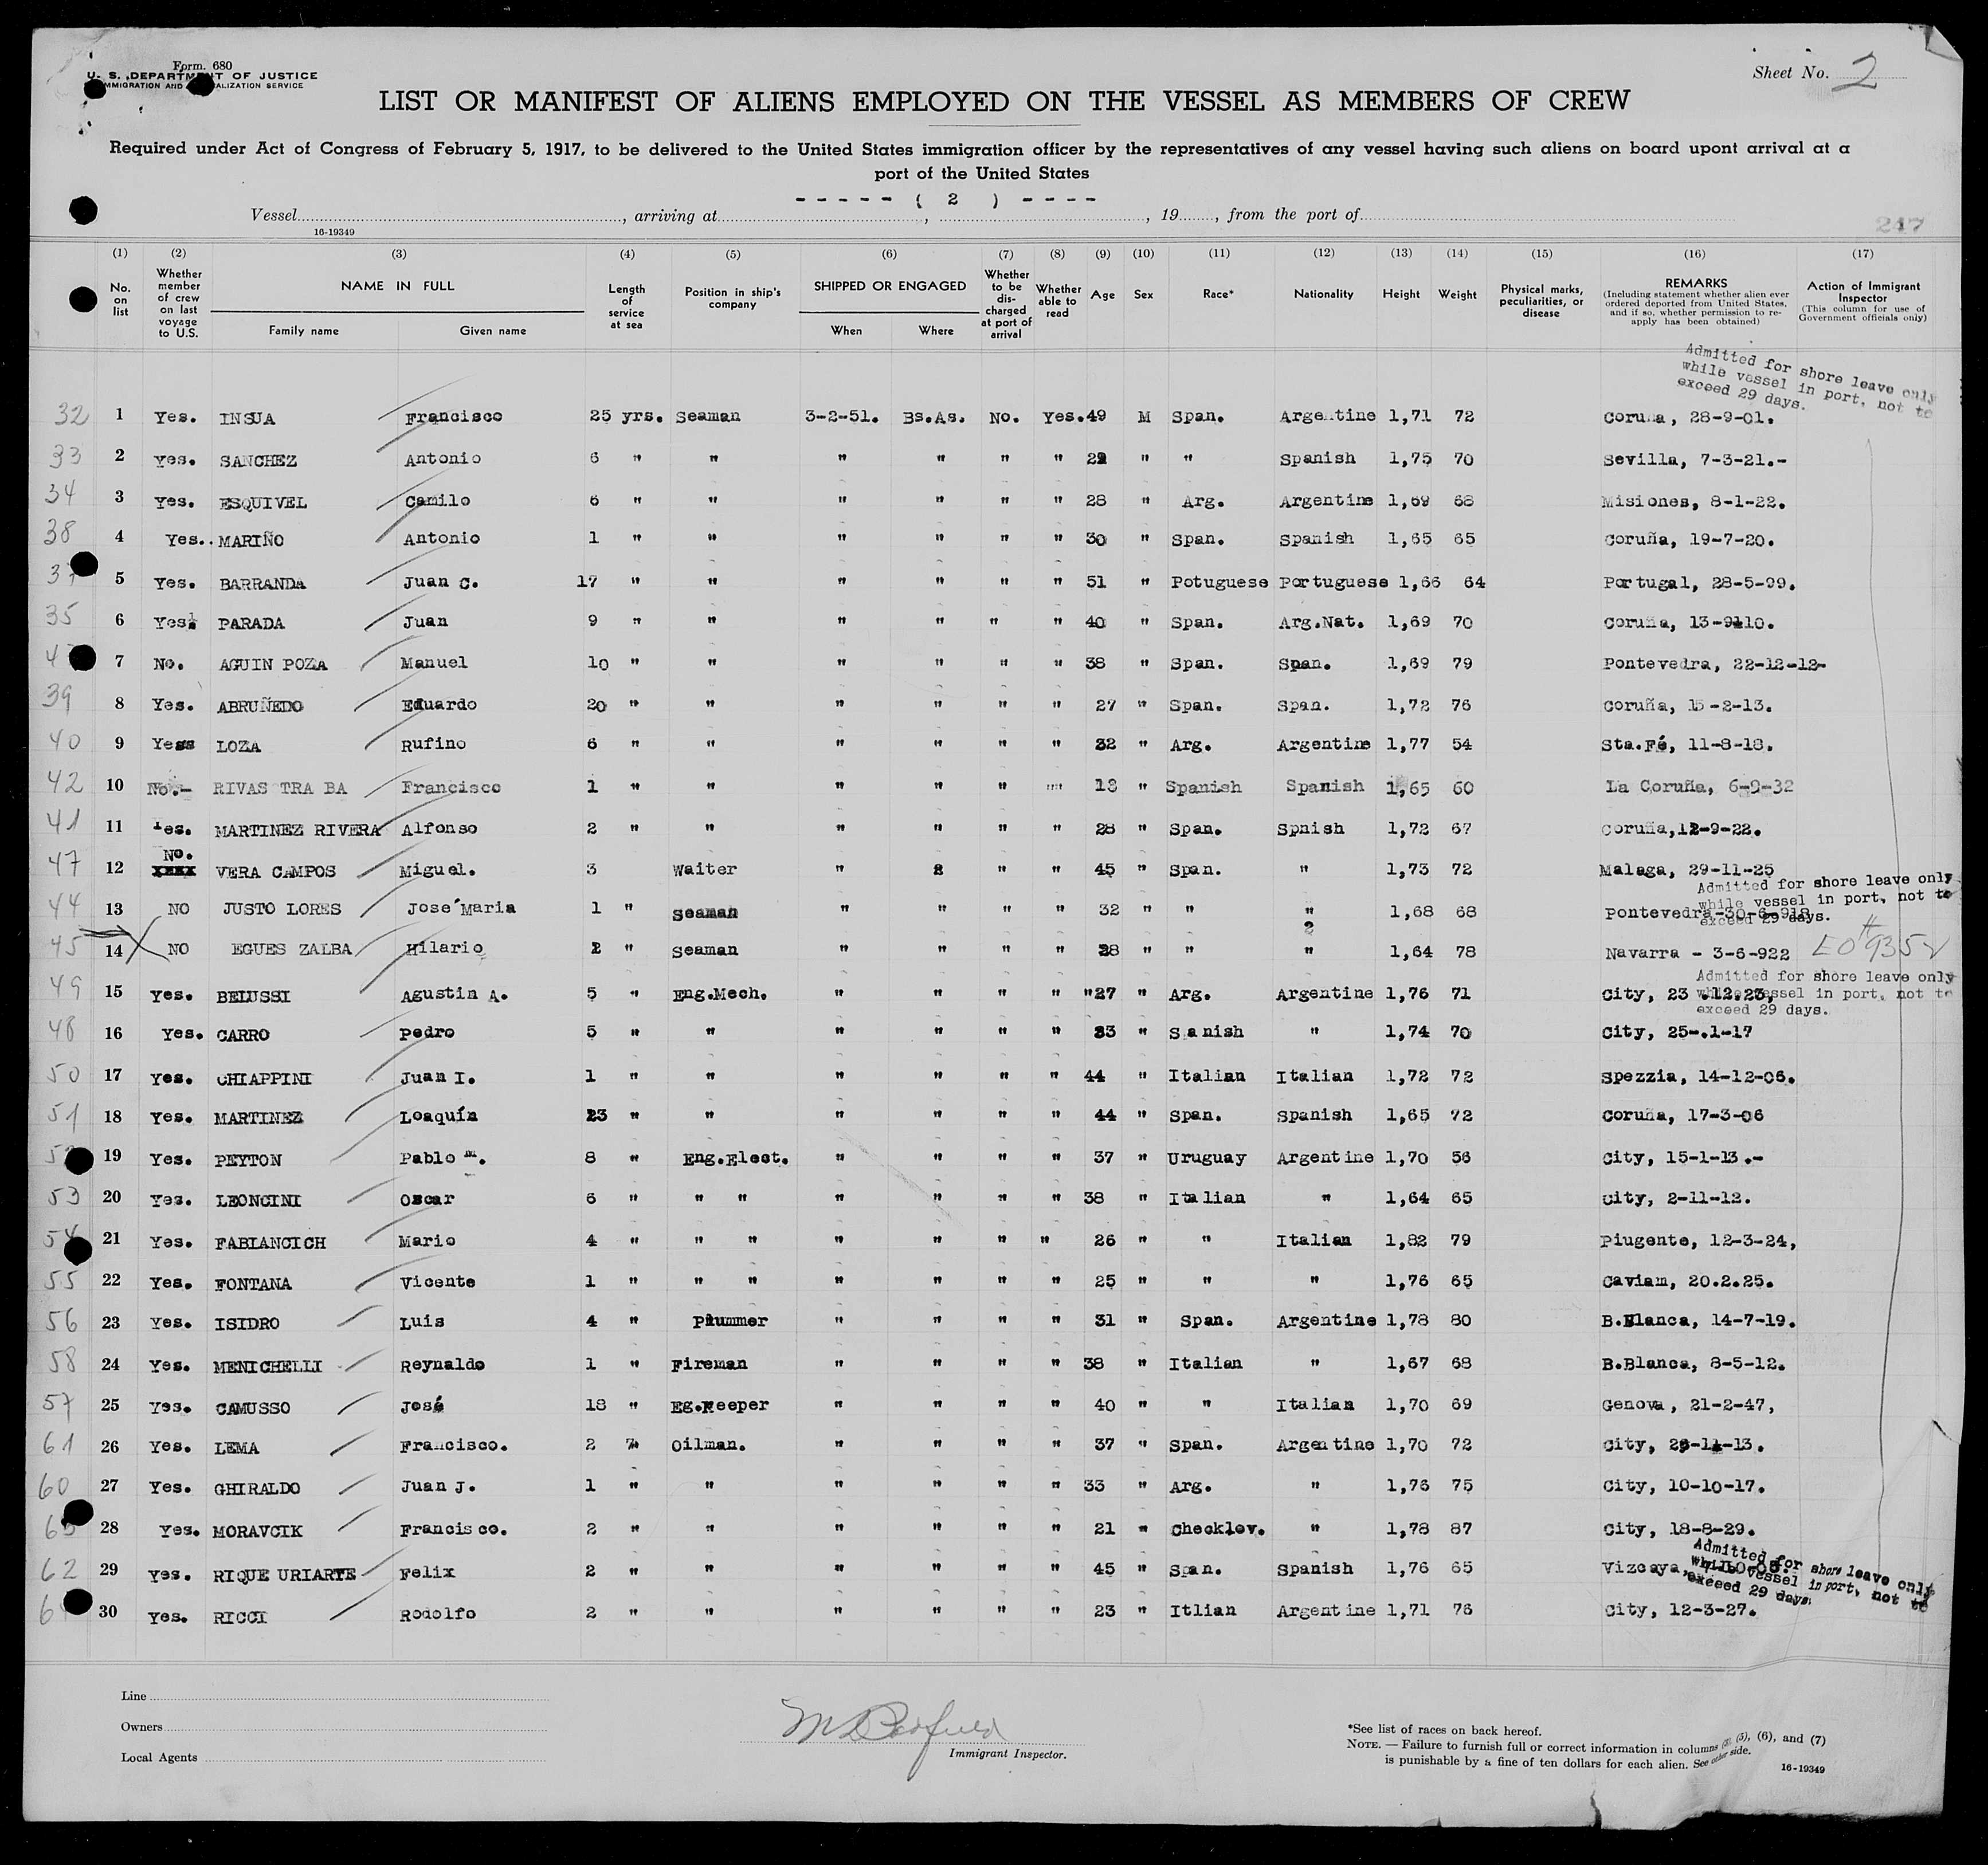 Form. 680
U. S. DEPARTMENT OF JUSTICE
IMMIGRATION AND NATURALIZATION SERVICE
Sheet No. 2
LIST OR MANIFEST OF ALIENS EMPLOYED ON THE VESSEL AS MEMBERS OF CREW
Required under Act of Congress of February 5, 1917, to be delivered to the United States immigration officer by the representatives of any vessel having such aliens on board upont arrival at a
port of the United States
- - - - - ( 2 ) - - - -
Vessel, arriving at, , 19, from the port of
16-19349
247
(1) (2) (3) (4) (5) (6) (7) (8) (9) (10) (11) (12) (13) (14) (15) (16) (17)
No. on list Whether member of crew on last voyage to U.S. NAME IN FULL Family name Given name Length of service at sea Position in ship's company SHIPPED OR ENGAGED When Where Whether to be discharged at port of arrival Whether able to read Age Sex Race* Nationality Height Weight Physical marks, peculiarities, or disease REMARKS (Including statement whether alien ever ordered deported from United States, and if so, whether permission to reapply has been obtained) Action of Immigrant Inspector (This column for use of Government officials only)
Admitted for shore leave only
while vessel in port, not to
exceed 29 days.
32 1 Yes. INSUA Francisco 25 yrs. Seaman 3-2-51. Bs.As. No. Yes. 49 M Span. Argentine 1,71 72 Coruña, 28-9-01.
33 2 Yes. SANCHEZ Antonio 6 " " " " " " 29 " " Spanish 1,75 70 Sevilla, 7-3-21.-
34 3 Yes. ESQUIVEL Camilo 6 " " " " " " 28 " Arg. Argentine 1,69 68 Misiones, 8-1-22.
38 4 Yes. MARIÑO Antonio 1 " " " " " " 30 " Span. Spanish 1,65 65 Coruña, 19-7-20.
5 Yes. BARRANDA Juan C. 17 " " " " " " 51 " Potuguese Portuguese 1,66 64 Portugal, 28-5-99.
35 6 Yes. PARADA Juan 9 " " " " " " 40 " Span. Arg.Nat. 1,69 70 Coruña, 13-9-10.
7 No. AGUIN POZA Manuel 10 " " " " " " 38 " Span. Span. 1,69 79 Pontevedra, 22-12-12-
39 8 Yes. ABRUÑEDO Eduardo 20 " " " " " " 27 " Span. Span. 1,72 76 Coruña, 15-2-13.
40 9 Yes LOZA Rufino 6 " " " " " " 32 " Arg. Argentine 1,77 54 Sta.Fé, 11-8-18.
42 10 No.- RIVAS TRA BA Francisco 1 " " " " " " 18 " Spanish Spanish 1,65 60 La Coruña, 6-9-32
41 11 Yes. MARTINEZ RIVERA Alfonso 2 " " " " " " 28 " Span. Spnish 1,72 67 Coruña,12-9-22.
47 12 No. VERA CAMPOS Miguel. 3 Waiter " " " " 45 " Span. " 1,73 72 Malaga, 29-11-25
Admitted for shore leave only
while vessel in port, not to
exceed 29 days.
44 13 NO JUSTO LORES José Maria 1 " Seaman " " " " 32 " " " 1,68 68 Pontevedra-30-6-918
45 14 NO EGUES ZALBA Hilario 2 " Seaman " " " " 28 " " " 1,64 78 Navarra - 3-6-922 EO #9352
Admitted for shore leave only
while vessel in port, not to
exceed 29 days.
49 15 Yes. BELUSSI Agustin A. 5 " Eng.Mech. " " " " "27 " Arg. Argentine 1,76 71 City, 23 .12.23,
48 16 Yes. CARRO Pedro 5 " " " " " " 33 " S anish " 1,74 70 City, 25-.1-17
50 17 Yes. CHIAPPINI Juan I. 1 " " " " " " 44 " Italian Italian 1,72 72 Spezzia, 14-12-06.
51 18 Yes. MARTINEZ Loaquín 23 " " " " " " 44 " Span. Spanish 1,65 72 Coruña, 17-3-06
19 Yes. PEYTON Pablo M. 8 " Eng.Elect. " " " " 37 " Uruguay Argentine 1,70 56 City, 15-1-13.-
53 20 Yes. LEONCINI Oscar 6 " " " " " " " 38 " Italian " 1,64 65 City, 2-11-12.
54 21 Yes. FABIANCICH Mario 4 " " " " " " " 26 " " Italian 1,82 79 Piugente, 12-3-24,
55 22 Yes. FONTANA Vicente 1 " " " " " " " 25 " " " 1,76 65 Caviam, 20.2.25.
56 23 Yes. ISIDRO Luis 4 " Plummer " " " " 31 " Span. Argentine 1,78 80 B.Blanca, 14-7-19.
58 24 Yes. MENICHELLI Reynaldo 1 " Fireman " " " " 38 " Italian " 1,67 68 B.Blanca, 8-5-12.
57 25 Yes. CAMUSSO José 18 " Eg.Keeper " " " " 40 " " Italian 1,70 69 Genova, 21-2-47,
61 26 Yes. LEMA Francisco. 2 " Oilman. " " " " 37 " Span. Argentine 1,70 72 City,
60 27 Yes. GHIRALDO Juan J. 1 " " " " " " 33 " Arg. " 1,76 75 City, 10-10-17.
28 Yes. MORAVCIK Francisco. 2 " " " " " " 21 " Checklov. " 1,78 87 City, 18-8-29.
Admitted for shore leave only
while vessel in port, not to
exceed 29 days.
62 29 Yes. RIQUE URIARTE Felix 2 " " " " " " 45 " Span. Spanish 1,76 65 Vizcaya,
30 Yes. RICCI Rodolfo 2 " " " " " " 23 " Itlian Argentine 1,71 76 City, 12-3-27.
Line
Owners
Local Agents
Immigrant Inspector.
*See list of races on back hereof.
NOTE. — Failure to furnish full or correct information in columns (3), (5), (6), and (7)
is punishable by a fine of ten dollars for each alien. See other side.
16-19349